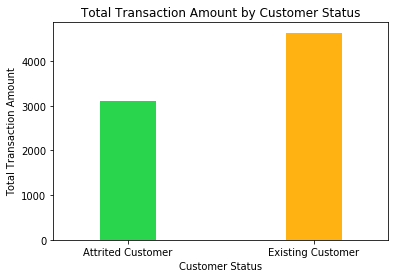 Total Transaction Amount by Customer Status
Total Transaction Amount
4000
3000
2000
1000
0
Attrited Customer
Existing Customer
Customer Status